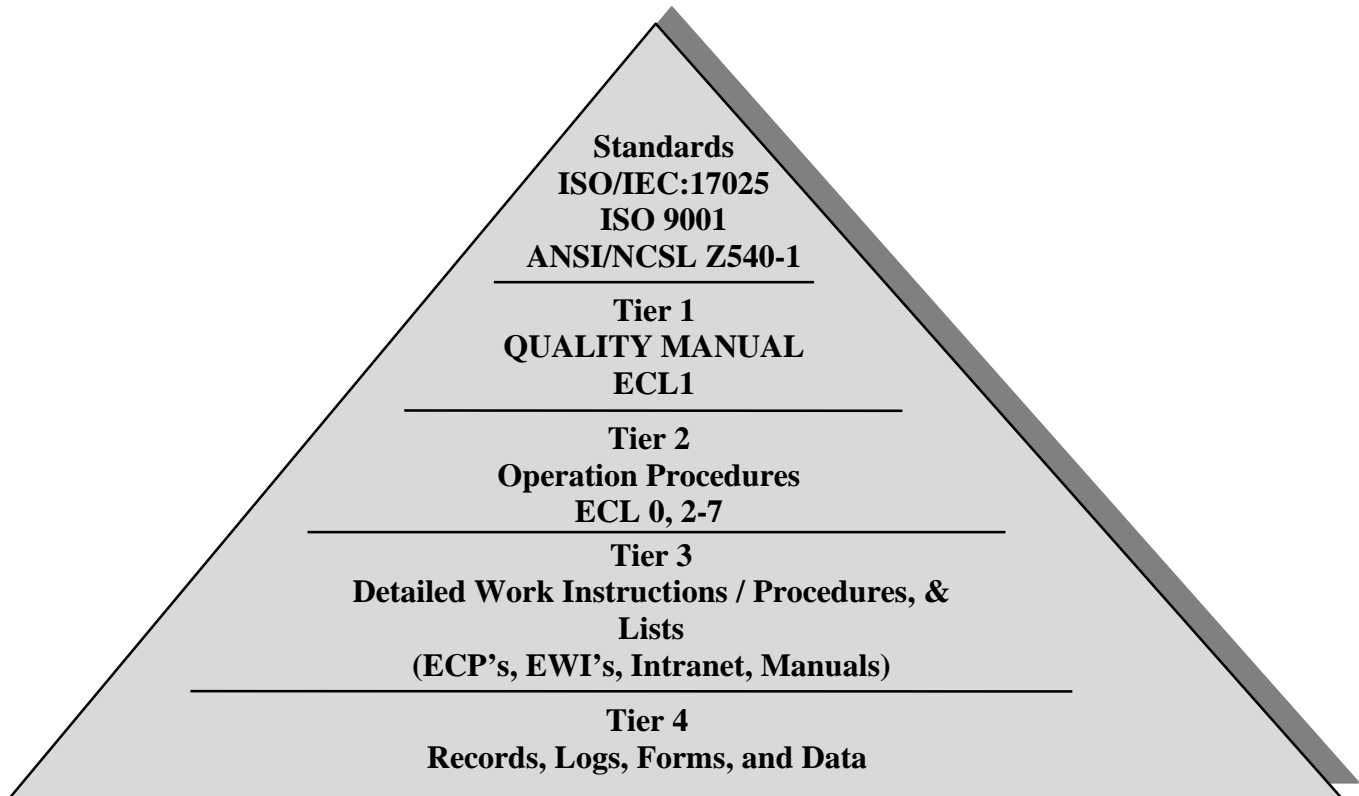 Standards
ISO/IEC:17025
ISO 9001
ANSI/NCSL Z540-1
Tier 1
QUALITY MANUAL
ECL1
Tier 2
Operation Procedures
ECL 0, 2-7
Tier 3
Detailed Work Instructions / Procedures, &
Lists
(ECP’s, EWI’s, Intranet, Manuals)
Tier 4
Records, Logs, Forms, and Data